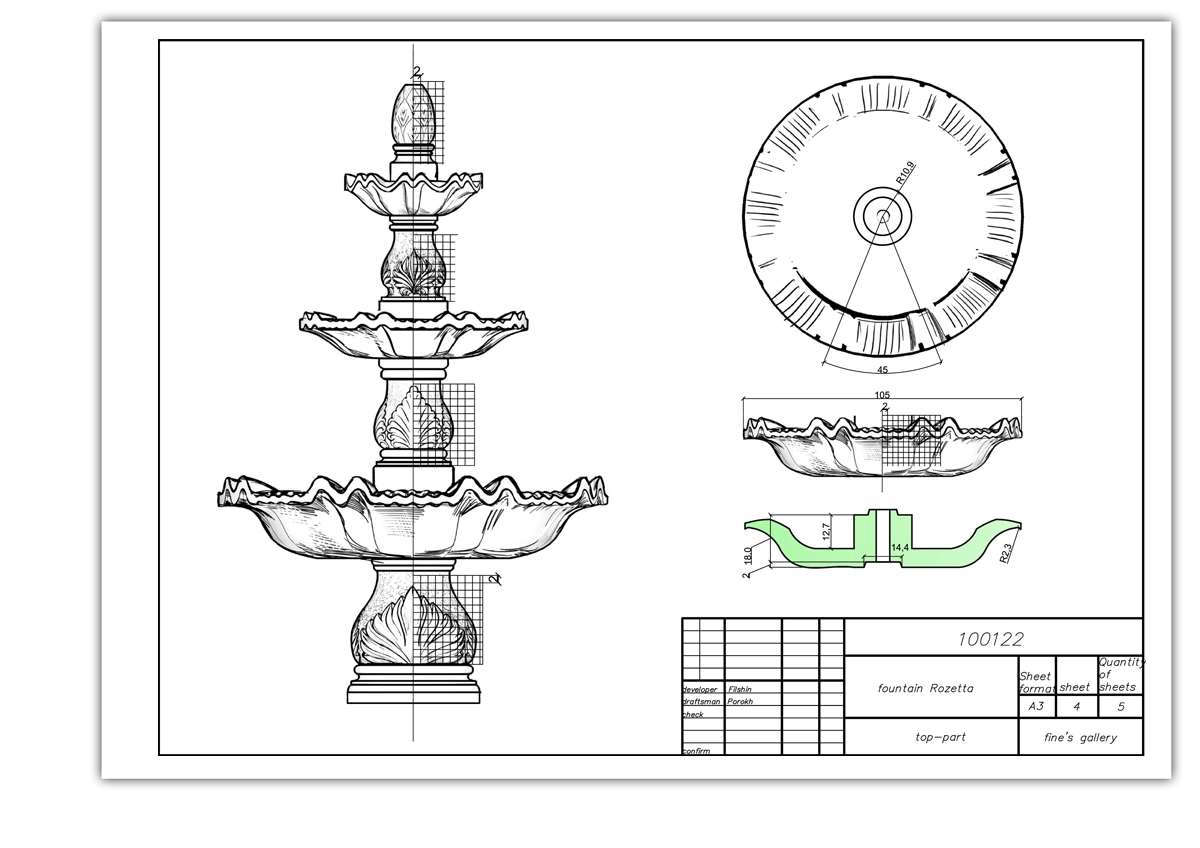 2
R10,9
45
105
2
12,7
14,4
18,0
2
R2,3
2
100122
fountain Rozetta
Sheet format
sheet
Quantity of sheets
A3
4
5
developer Filshin
draftsman Porokh
check
confirm
top-part
fine's gallery